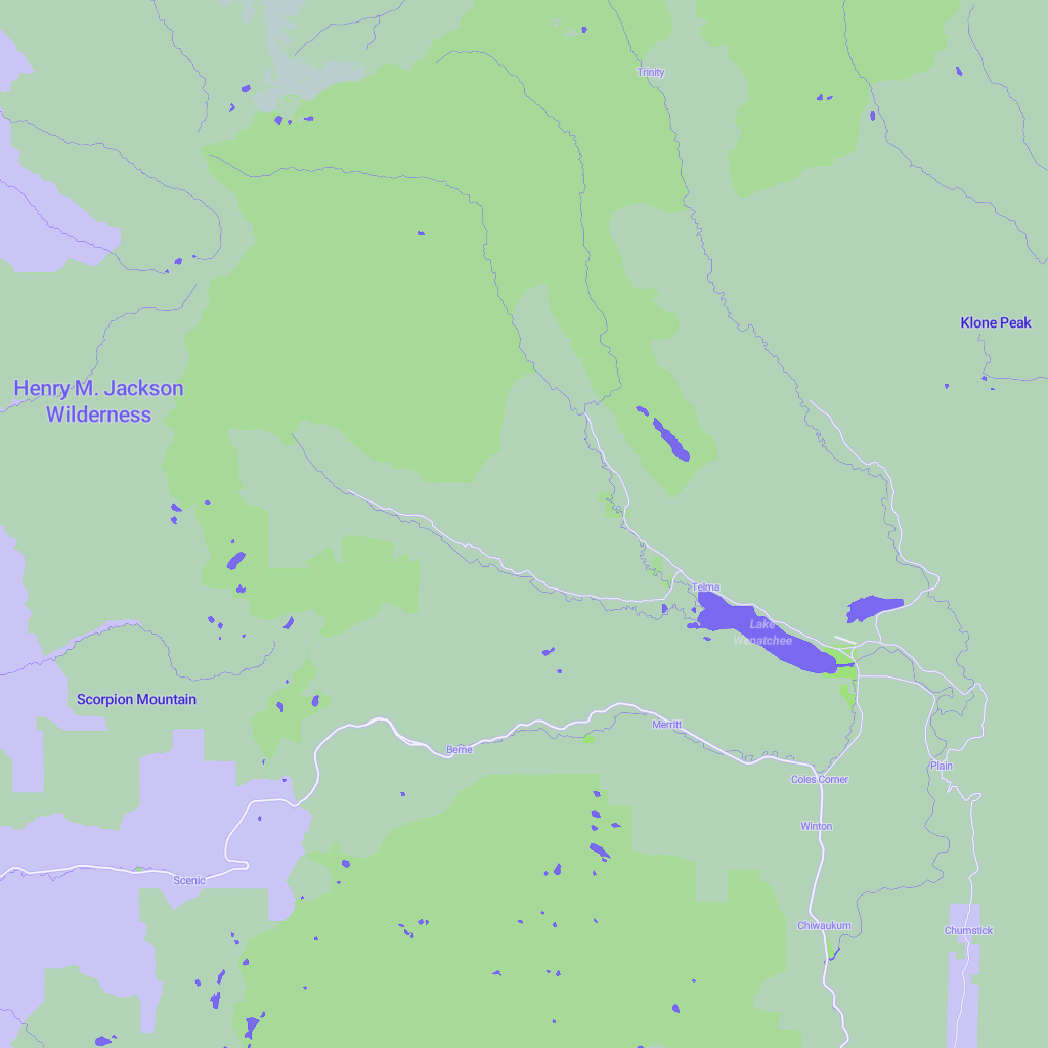 Trinity
Klone Peak
Henry M. Jackson
Wilderness
Telma
Lake
Wenatchee
Scorpion Mountain
Merritt
Berne
Plain
Coles Corner
Winton
Scenic
Chiwaukum
Chumstick